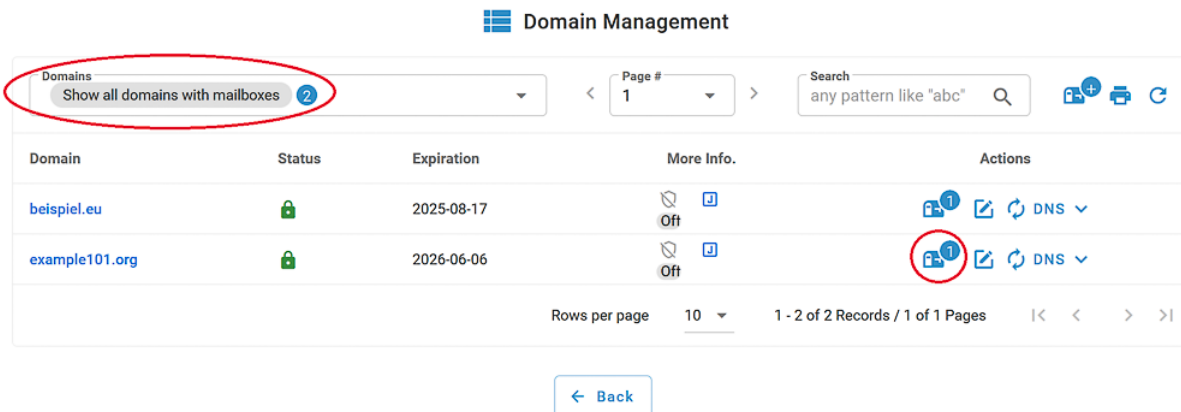 Domain Management
Domains
Show all domains with mailboxes 2
Page #
1
Search
any pattern like "abc"
+
Domain Status Expiration More Info. Actions
beispiel.eu 2025-08-17 Off J 1 DNS
example101.org 2026-06-06 Off J 1 DNS
Rows per page 10 1 - 2 of 2 Records / 1 of 1 Pages
Back